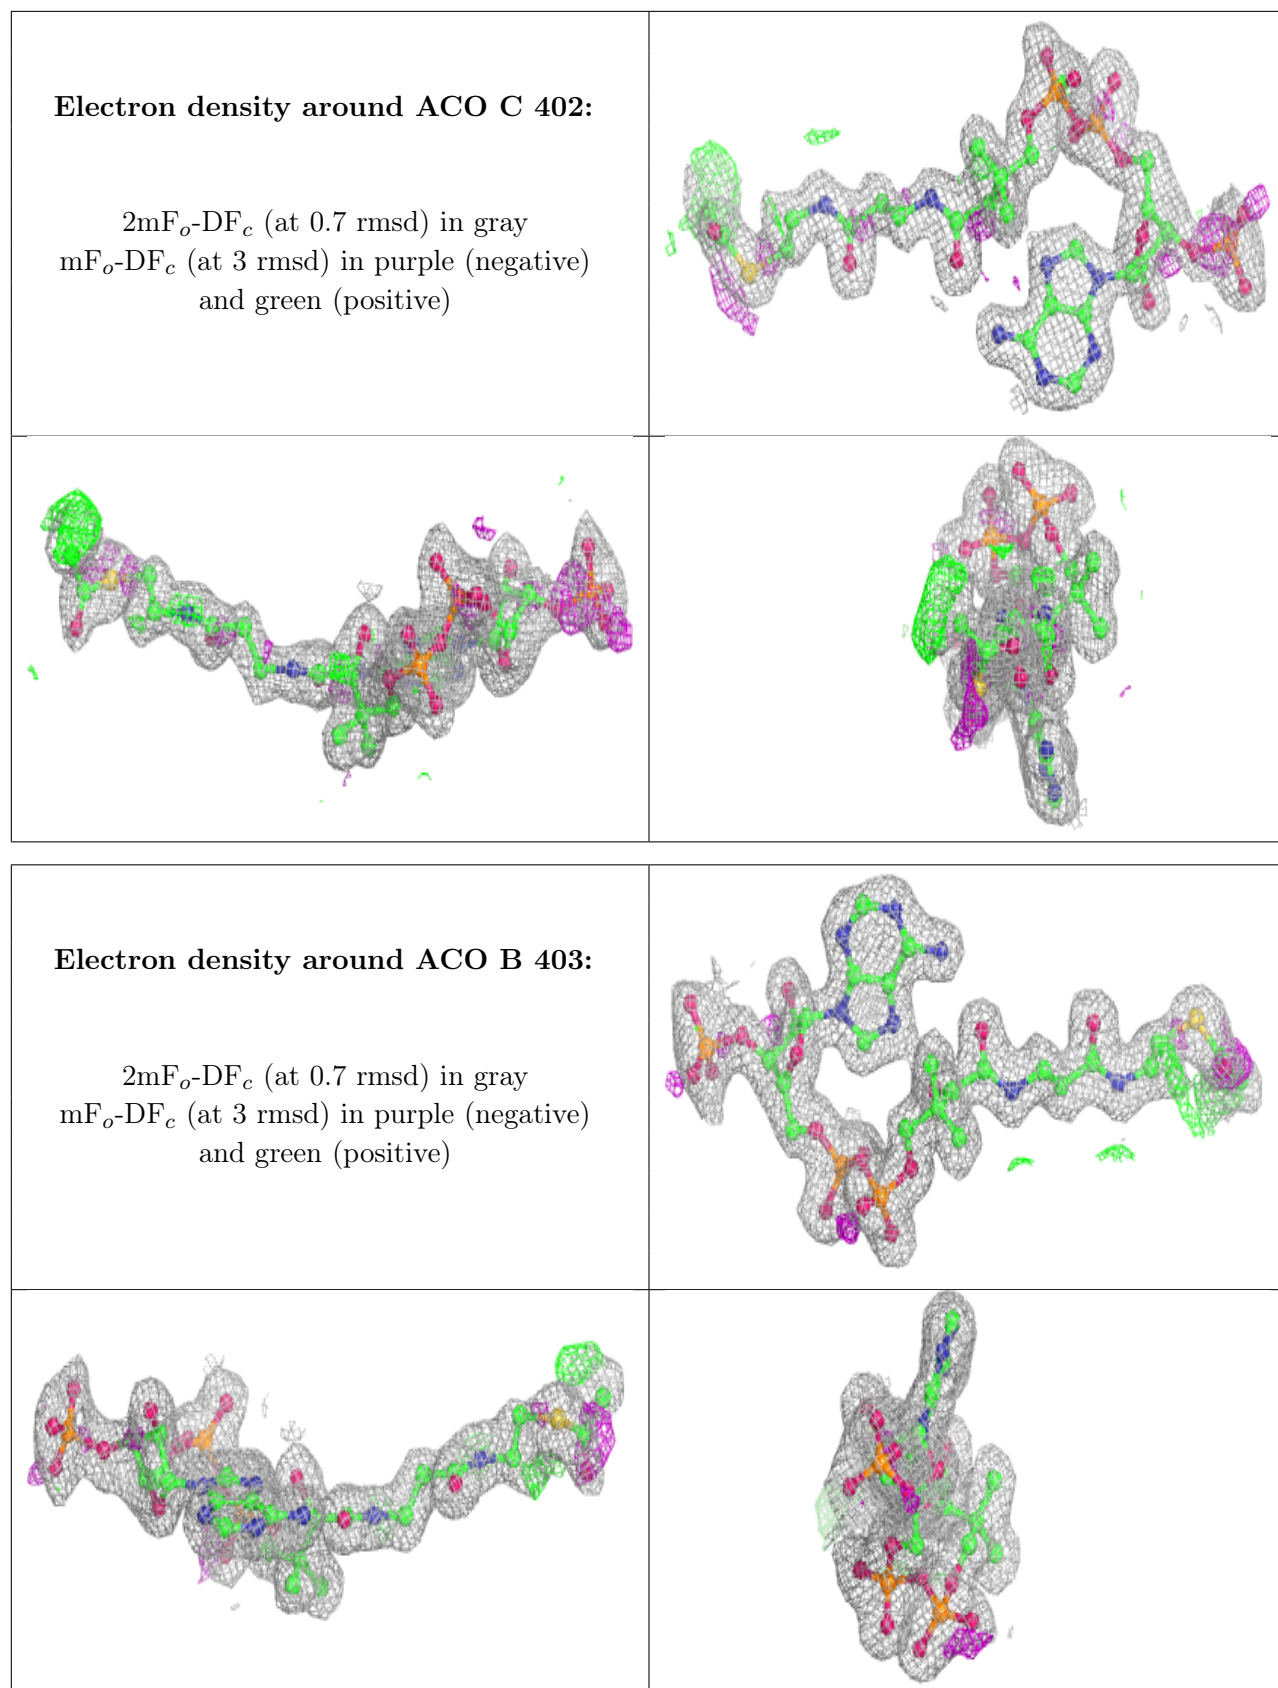 Electron density around ACO C 402:
2mFo-DFc (at 0.7 rmsd) in gray
mFo-DFc (at 3 rmsd) in purple (negative)
and green (positive)
Electron density around ACO B 403:
2mFo-DFc (at 0.7 rmsd) in gray
mFo-DFc (at 3 rmsd) in purple (negative)
and green (positive)